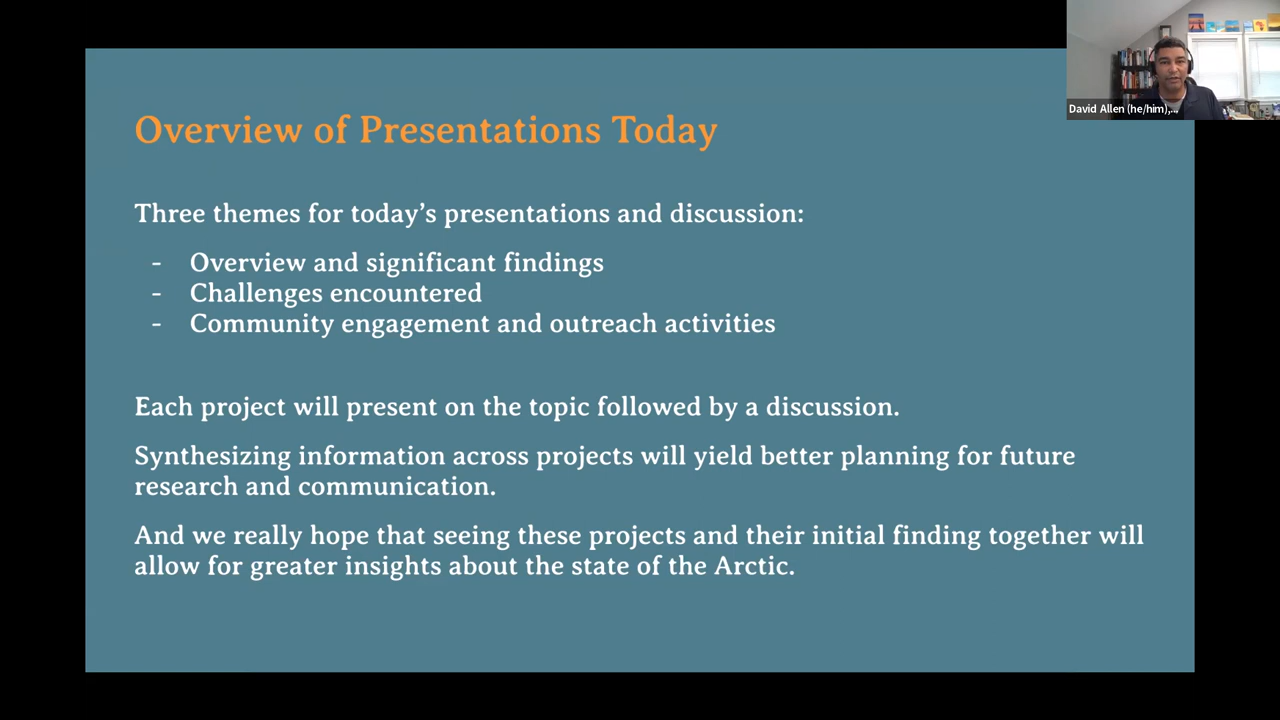 David Allen (he/him),...
Overview of Presentations Today
Three themes for today’s presentations and discussion:
- Overview and significant findings
- Challenges encountered
- Community engagement and outreach activities
Each project will present on the topic followed by a discussion.
Synthesizing information across projects will yield better planning for future
research and communication.
And we really hope that seeing these projects and their initial finding together will
allow for greater insights about the state of the Arctic.